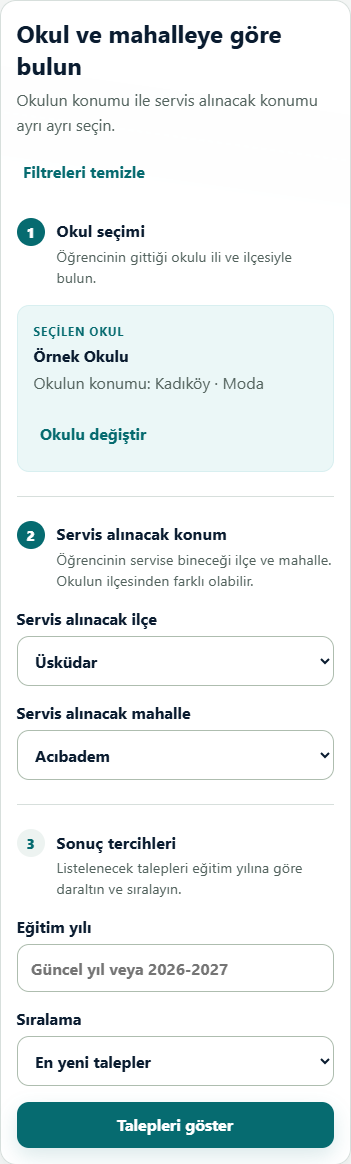 Okul ve mahalleye göre
bulun
Okulun konumu ile servis alınacak konumu
ayrı ayrı seçin.
Filtreleri temizle
1
Okul seçimi
Öğrencinin gittiği okulu ili ve ilçesiyle
bulun.
SEÇİLEN OKUL
Örnek Okulu
Okulun konumu: Kadıköy · Moda
Okulu değiştir
2
Servis alınacak konum
Öğrencinin servise bineceği ilçe ve mahalle.
Okulun ilçesinden farklı olabilir.
Servis alınacak ilçe
Üsküdar
Servis alınacak mahalle
Acıbadem
3
Sonuç tercihleri
Listelenecek talepleri eğitim yılına göre
daraltın ve sıralayın.
Eğitim yılı
Güncel yıl veya 2026-2027
Sıralama
En yeni talepler
Talepleri göster